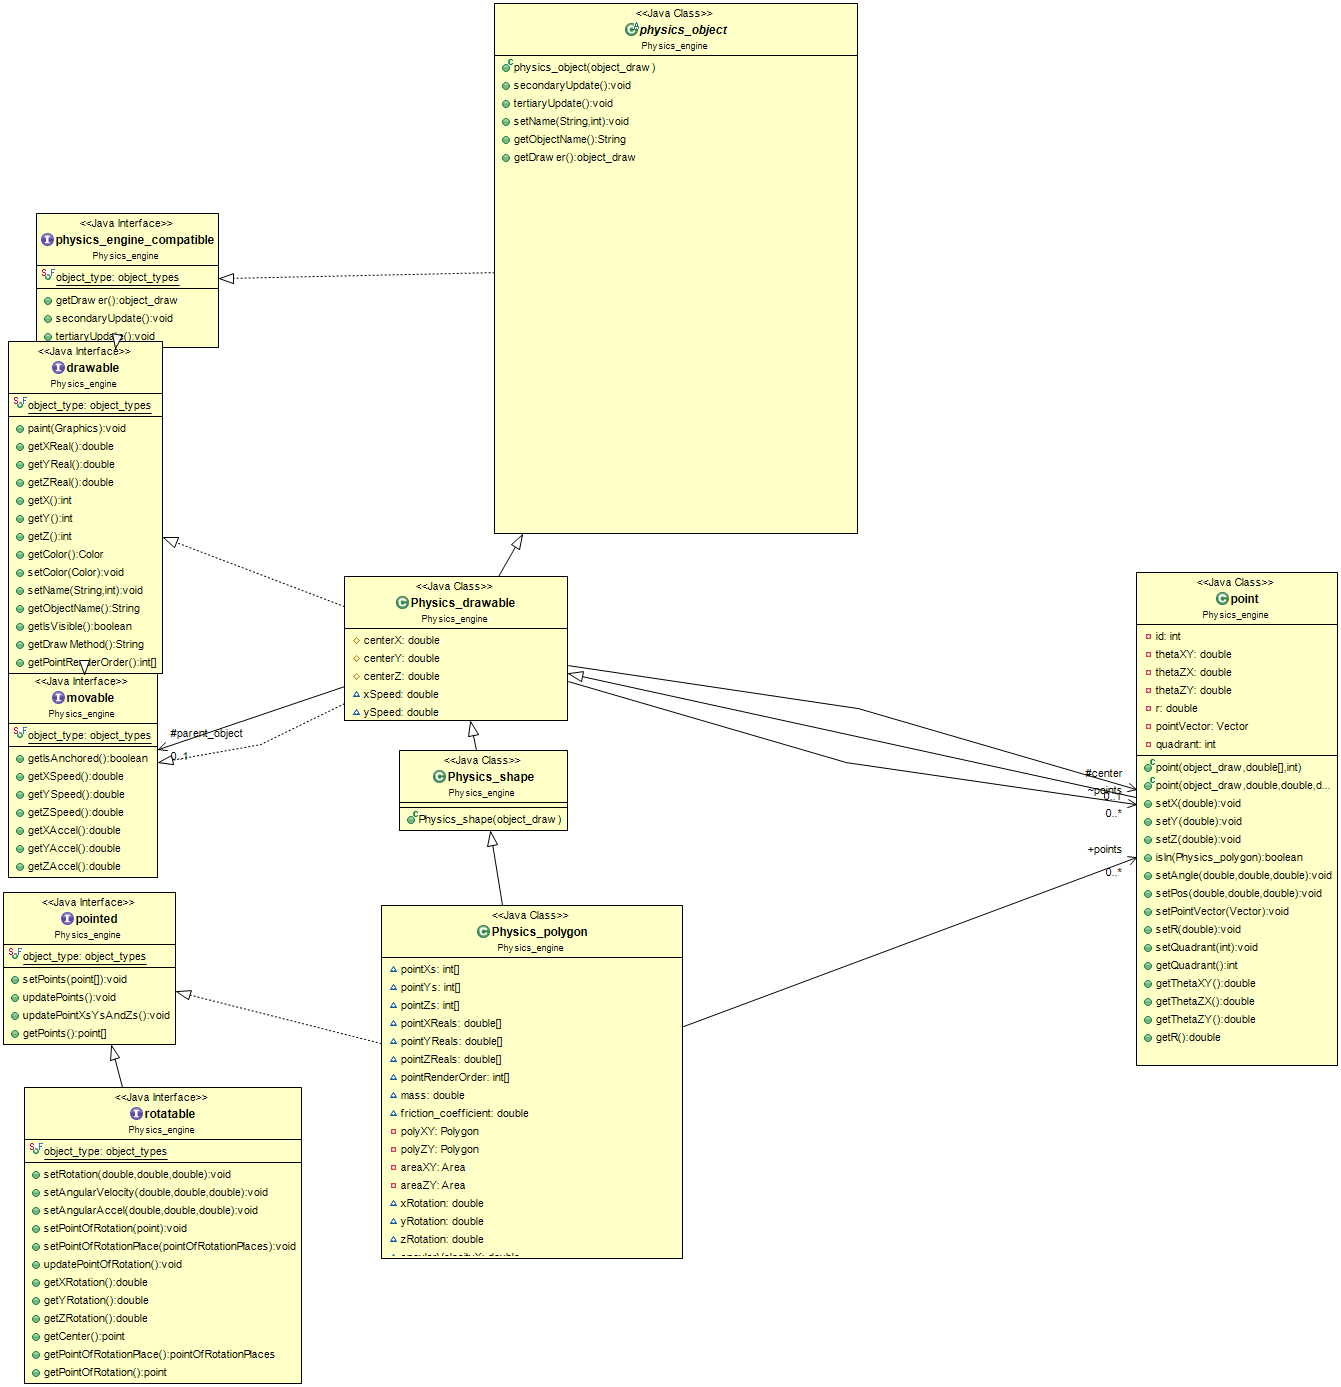 <<Java Class>>
physics_object
Physics_engine
physics_object(object_draw)
secondaryUpdate():void
tertiaryUpdate():void
setName(String,int):void
getObjectName():String
getDrawer():object_draw
<<Java Interface>>
physics_engine_compatible
Physics_engine
object_type: object_types
getDrawer():object_draw
secondaryUpdate():void
tertiaryUpdate():void
<<Java Interface>>
drawable
Physics_engine
object_type: object_types
paint(Graphics):void
getXReal():double
getYReal():double
getZReal():double
getX():int
getY():int
getZ():int
getColor():Color
setColor(Color):void
setName(String,int):void
getObjectName():String
getIsVisible():boolean
getDrawMethod():String
getPointRenderOrder():int[]
<<Java Interface>>
movable
Physics_engine
object_type: object_types
getIsAnchored():boolean
getXSpeed():double
getYSpeed():double
getZSpeed():double
getXAccel():double
getYAccel():double
getZAccel():double
#parent_object
0..1
<<Java Interface>>
pointed
Physics_engine
object_type: object_types
setPoints(point[]):void
updatePoints():void
updatePointXsYsAndZs():void
getPoints():point[]
<<Java Interface>>
rotatable
Physics_engine
object_type: object_types
setRotation(double,double,double):void
setAngularVelocity(double,double,double):void
setAngularAccel(double,double,double):void
setPointOfRotation(point):void
setPointOfRotationPlace(pointOfRotationPlaces):void
updatePointOfRotation():void
getXRotation():double
getYRotation():double
getZRotation():double
getCenter():point
getPointOfRotationPlace():pointOfRotationPlaces
getPointOfRotation():point
<<Java Class>>
Physics_drawable
Physics_engine
centerX: double
centerY: double
centerZ: double
xSpeed: double
ySpeed: double
<<Java Class>>
Physics_shape
Physics_engine
Physics_shape(object_draw)
<<Java Class>>
Physics_polygon
Physics_engine
pointXs: int[]
pointYs: int[]
pointZs: int[]
pointXReals: double[]
pointYReals: double[]
pointZReals: double[]
pointRenderOrder: int[]
mass: double
friction_coefficient: double
polyXY: Polygon
polyZY: Polygon
areaXY: Area
areaZY: Area
xRotation: double
yRotation: double
zRotation: double
#center
~points
0..1
0..*
+points
0..*
<<Java Class>>
point
Physics_engine
id: int
thetaXY: double
thetaZX: double
thetaZY: double
r: double
pointVector: Vector
quadrant: int
point(object_draw,double[],int)
point(object_draw,double,double,d...
setX(double):void
setY(double):void
setZ(double):void
isIn(Physics_polygon):boolean
setAngle(double,double,double):void
setPos(double,double,double):void
setPointVector(Vector):void
setR(double):void
setQuadrant(int):void
getQuadrant():int
getThetaXY():double
getThetaZX():double
getThetaZY():double
getR():double